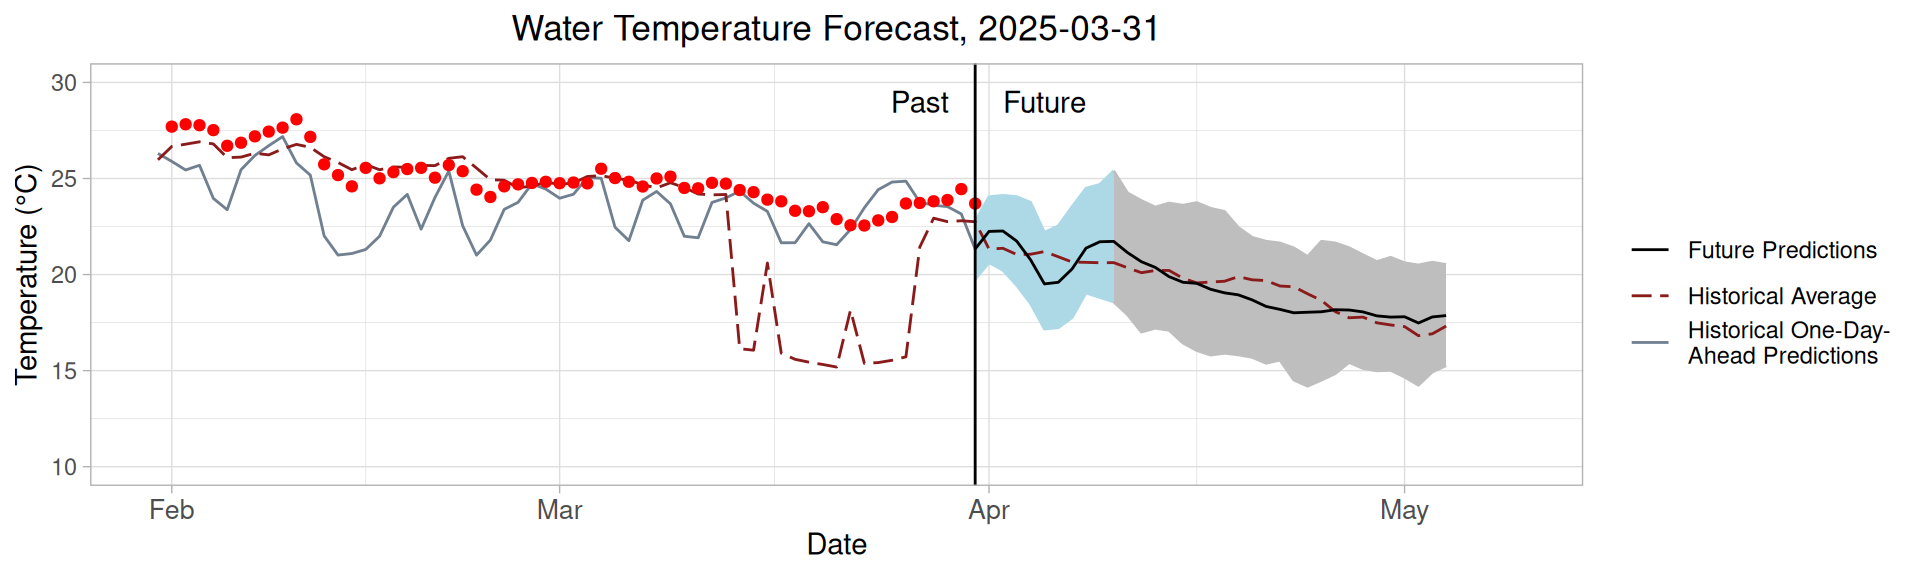 Water Temperature Forecast, 2025-03-31
30
25
20
15
10
Temperature (°C)
Past
Future
Feb
Mar
Apr
May
Date
Future Predictions
Historical Average
Historical One-Day-
Ahead Predictions